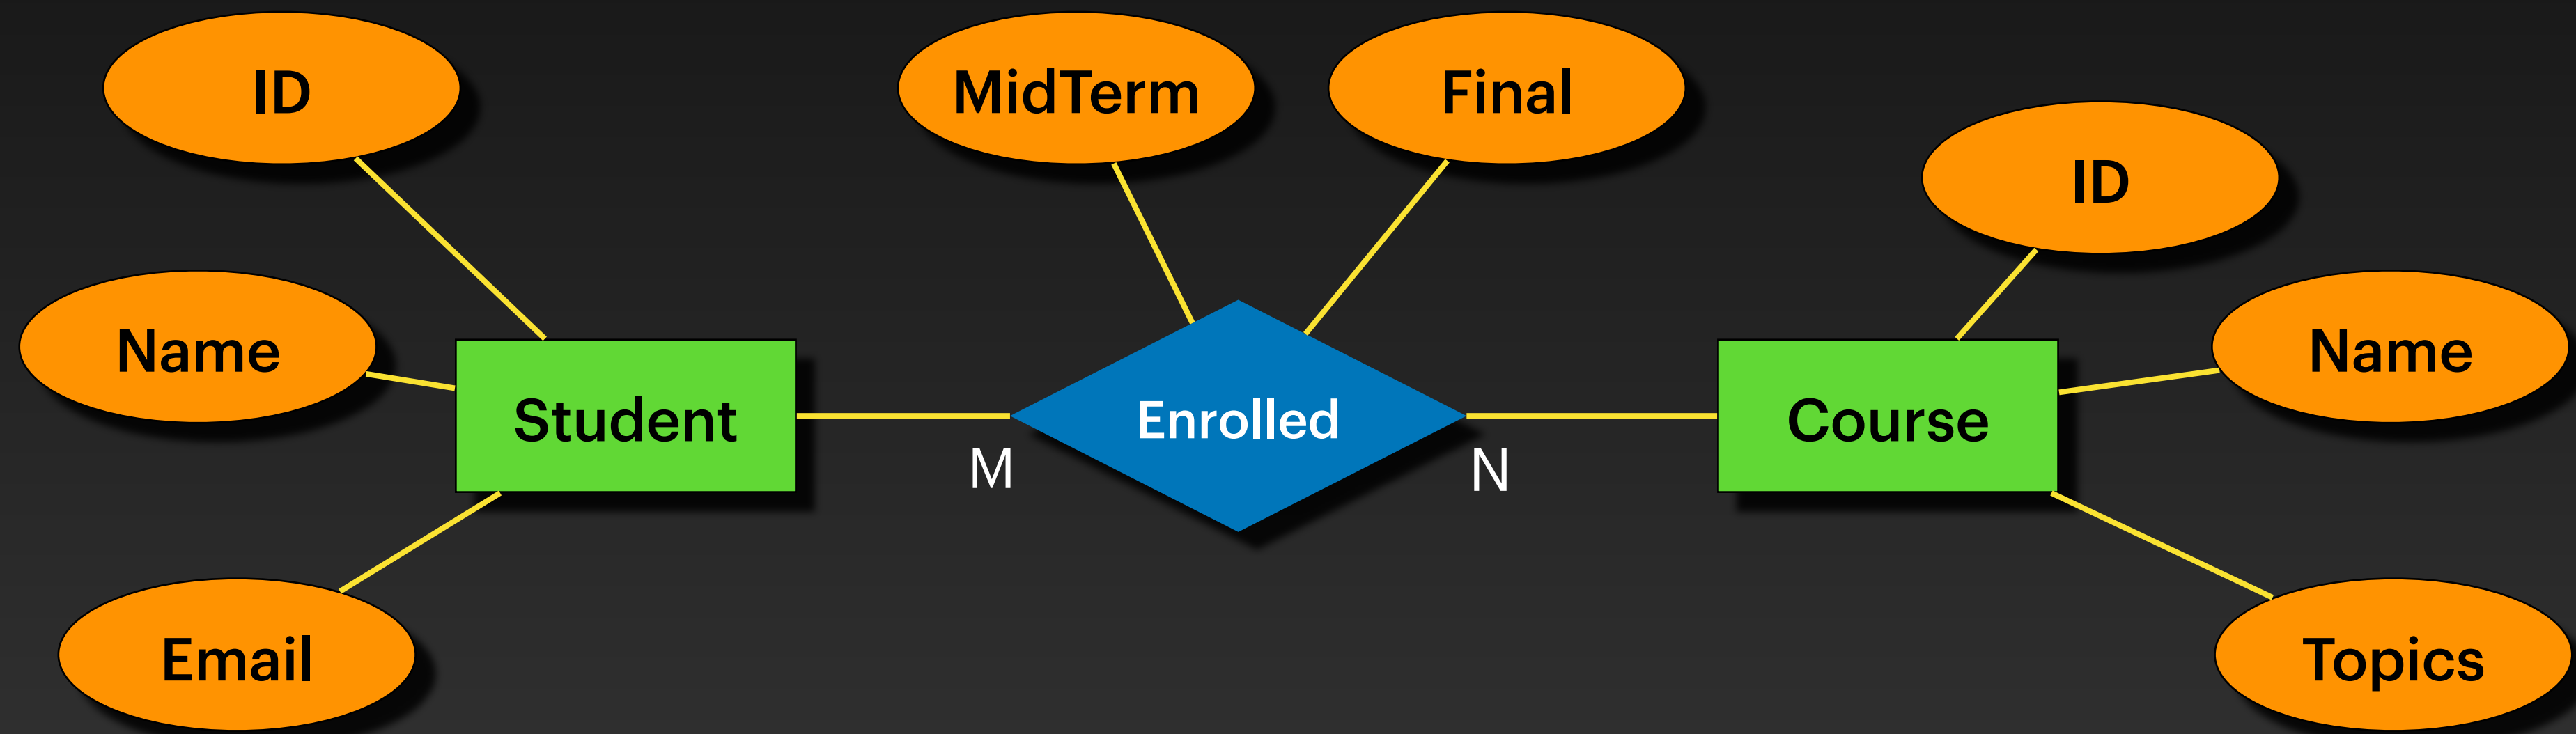 ID
MidTerm
Final
ID
Name
Name
Student
Enrolled
Course
M
N
Email
Topics